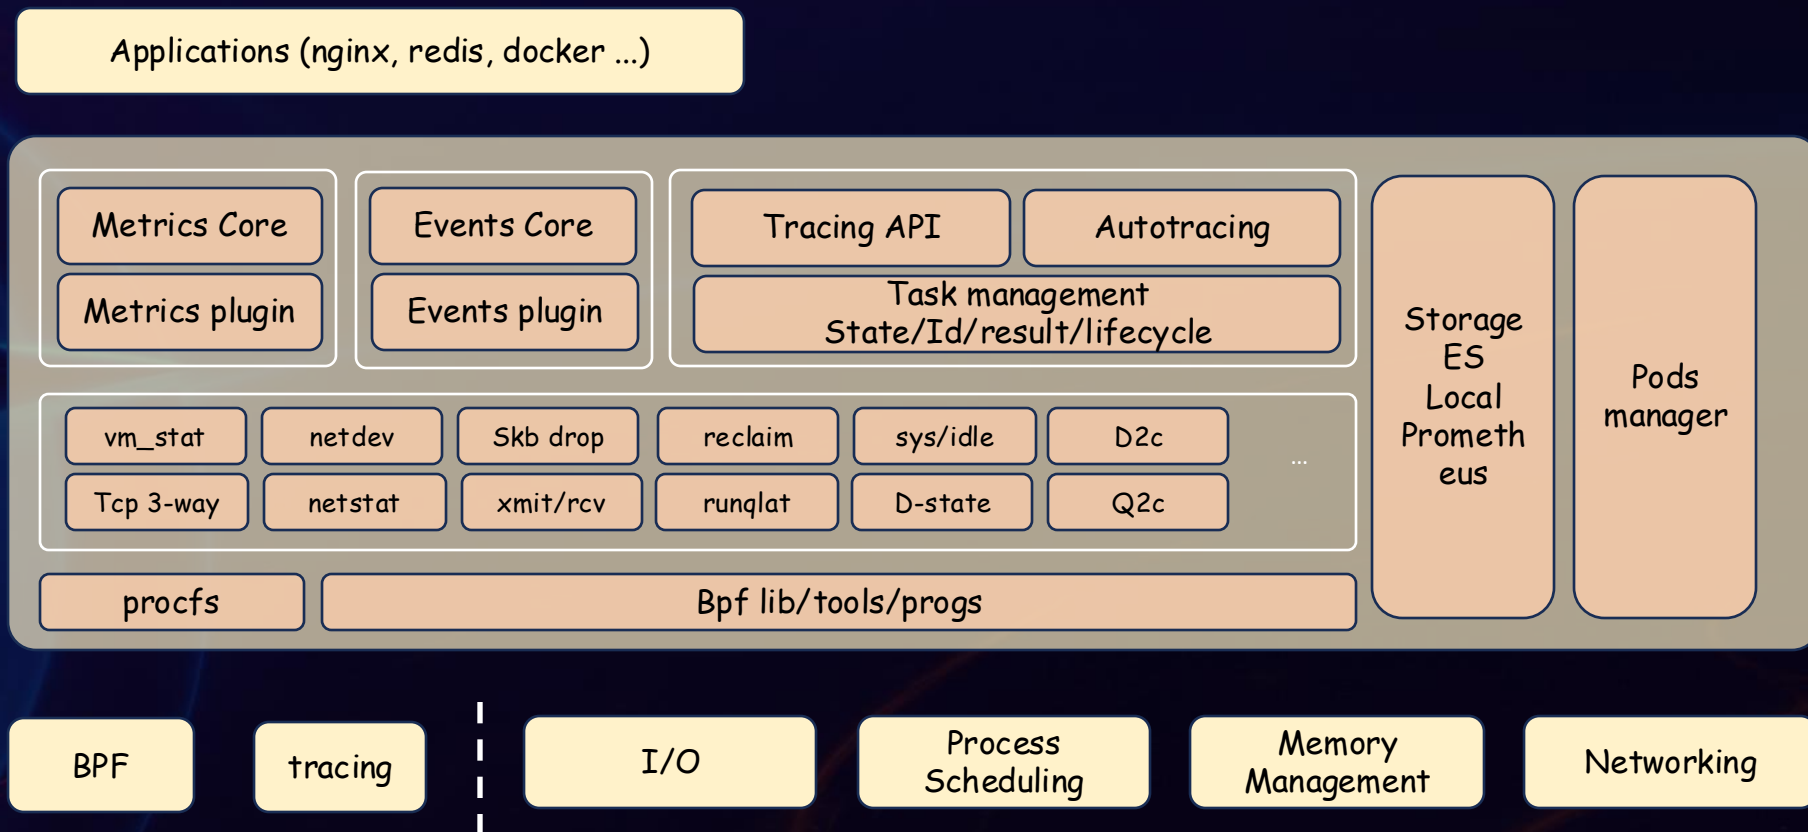 Applications (nginx, redis, docker ...)
Metrics Core
Metrics plugin
Events Core
Events plugin
Tracing API
Autotracing
Task management
State/Id/result/lifecycle
vm_stat
netdev
Skb drop
reclaim
sys/idle
D2c
...
Tcp 3-way
netstat
xmit/rcv
runqlat
D-state
Q2c
procfs
Bpf lib/tools/progs
Storage
ES
Local
Prometh
eus
Pods
manager
BPF
tracing
I/O
Process
Scheduling
Memory
Management
Networking